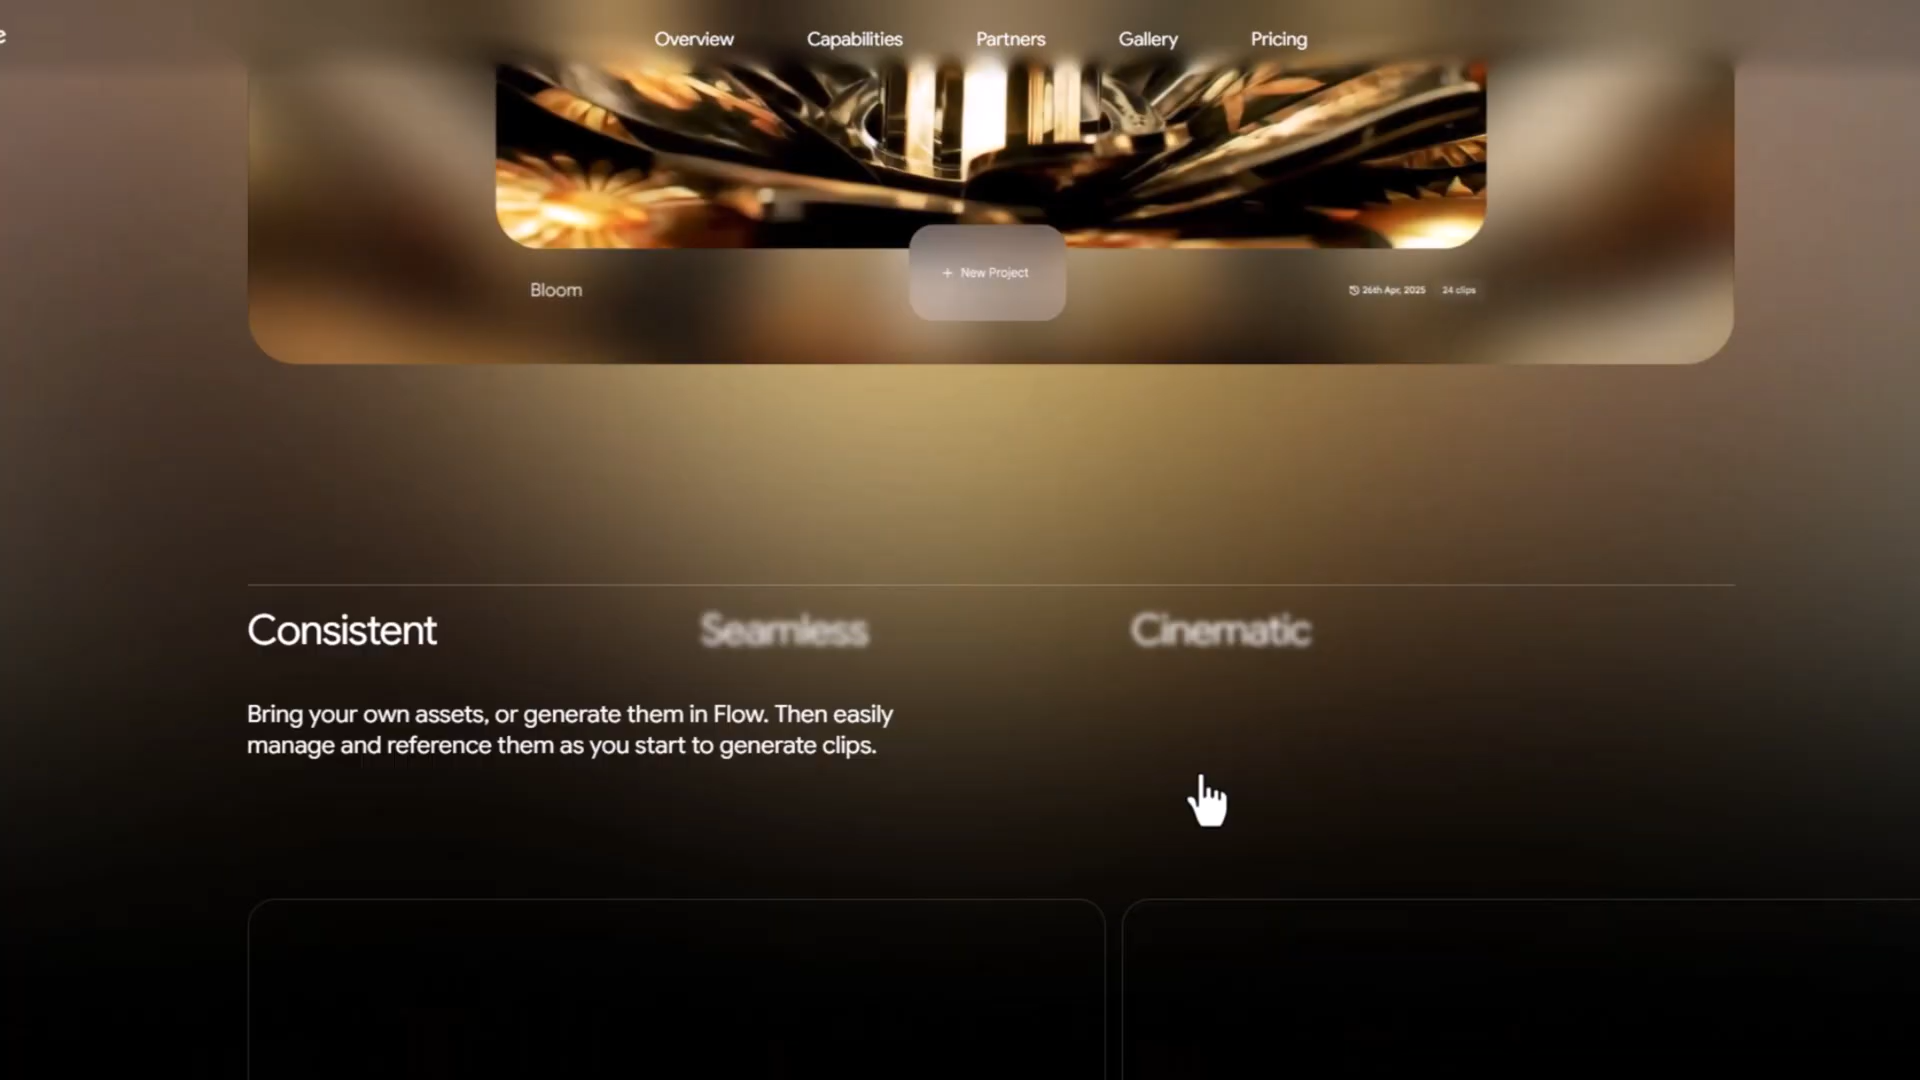 Overview Capabilities Partners Gallery Pricing
+ New Project
Bloom
26th Apr, 2025 24 clips
Consistent Seamless Cinematic
Bring your own assets, or generate them in Flow. Then easily
manage and reference them as you start to generate clips.